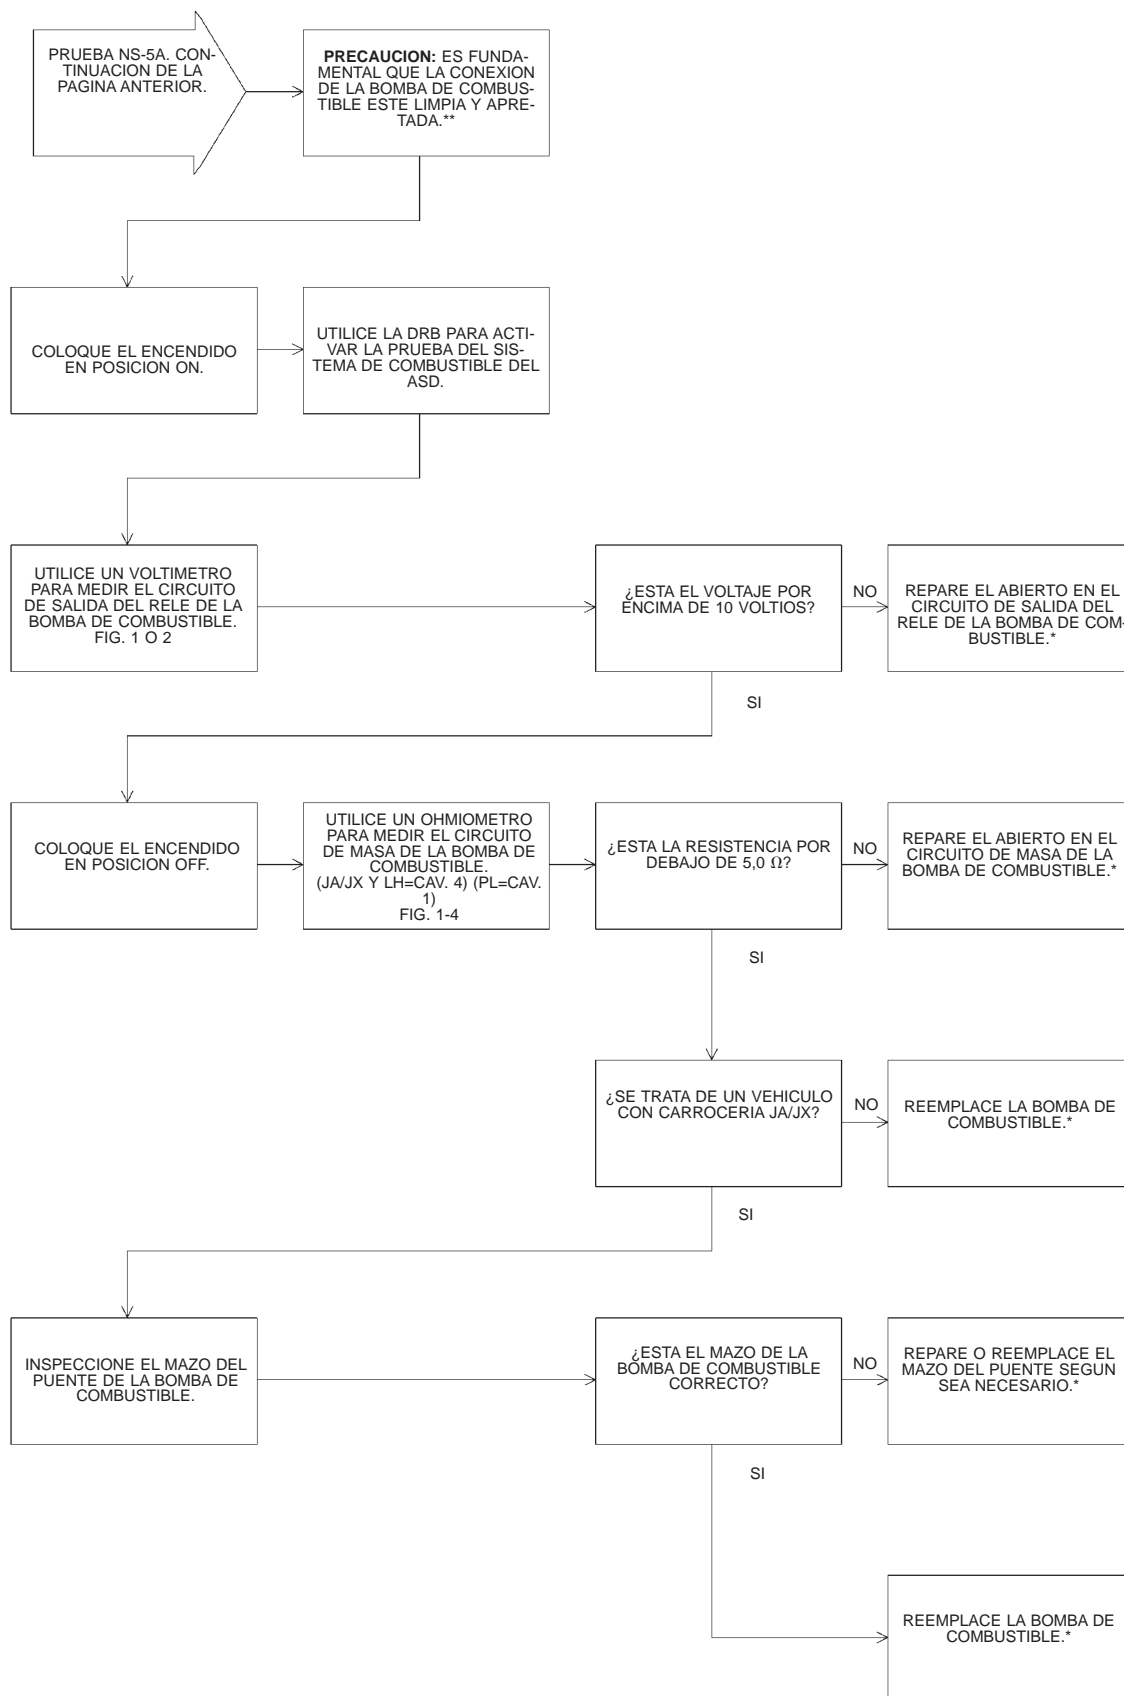 PRUEBA NS-5A. CON-
TINUACION DE LA
PAGINA ANTERIOR.
PRECAUCION: ES FUNDA-
MENTAL QUE LA CONEXION
DE LA BOMBA DE COMBUS-
TIBLE ESTE LIMPIA Y APRE-
TADA.**
COLOQUE EL ENCENDIDO
EN POSICION ON.
UTILICE LA DRB PARA ACTI-
VAR LA PRUEBA DEL SIS-
TEMA DE COMBUSTIBLE DEL
ASD.
UTILICE UN VOLTIMETRO
PARA MEDIR EL CIRCUITO
DE SALIDA DEL RELE DE LA
BOMBA DE COMBUSTIBLE.
FIG. 1 O 2
¿ESTA EL VOLTAJE POR
ENCIMA DE 10 VOLTIOS?
NO
REPARE EL ABIERTO EN EL
CIRCUITO DE SALIDA DEL
RELE DE LA BOMBA DE COM-
BUSTIBLE.*
SI
COLOQUE EL ENCENDIDO
EN POSICION OFF.
UTILICE UN OHMIOMETRO
PARA MEDIR EL CIRCUITO
DE MASA DE LA BOMBA DE
COMBUSTIBLE.
(JA/JX Y LH=CAV. 4) (PL=CAV.
1)
FIG. 1-4
¿ESTA LA RESISTENCIA POR
DEBAJO DE 5,0 Ω?
NO
REPARE EL ABIERTO EN EL
CIRCUITO DE MASA DE LA
BOMBA DE COMBUSTIBLE.*
SI
¿SE TRATA DE UN VEHICULO
CON CARROCERIA JA/JX?
NO
REEMPLACE LA BOMBA DE
COMBUSTIBLE.*
SI
INSPECCIONE EL MAZO DEL
PUENTE DE LA BOMBA DE
COMBUSTIBLE.
¿ESTA EL MAZO DE LA
BOMBA DE COMBUSTIBLE
CORRECTO?
NO
REPARE O REEMPLACE EL
MAZO DEL PUENTE SEGUN
SEA NECESARIO.*
SI
REEMPLACE LA BOMBA DE
COMBUSTIBLE.*